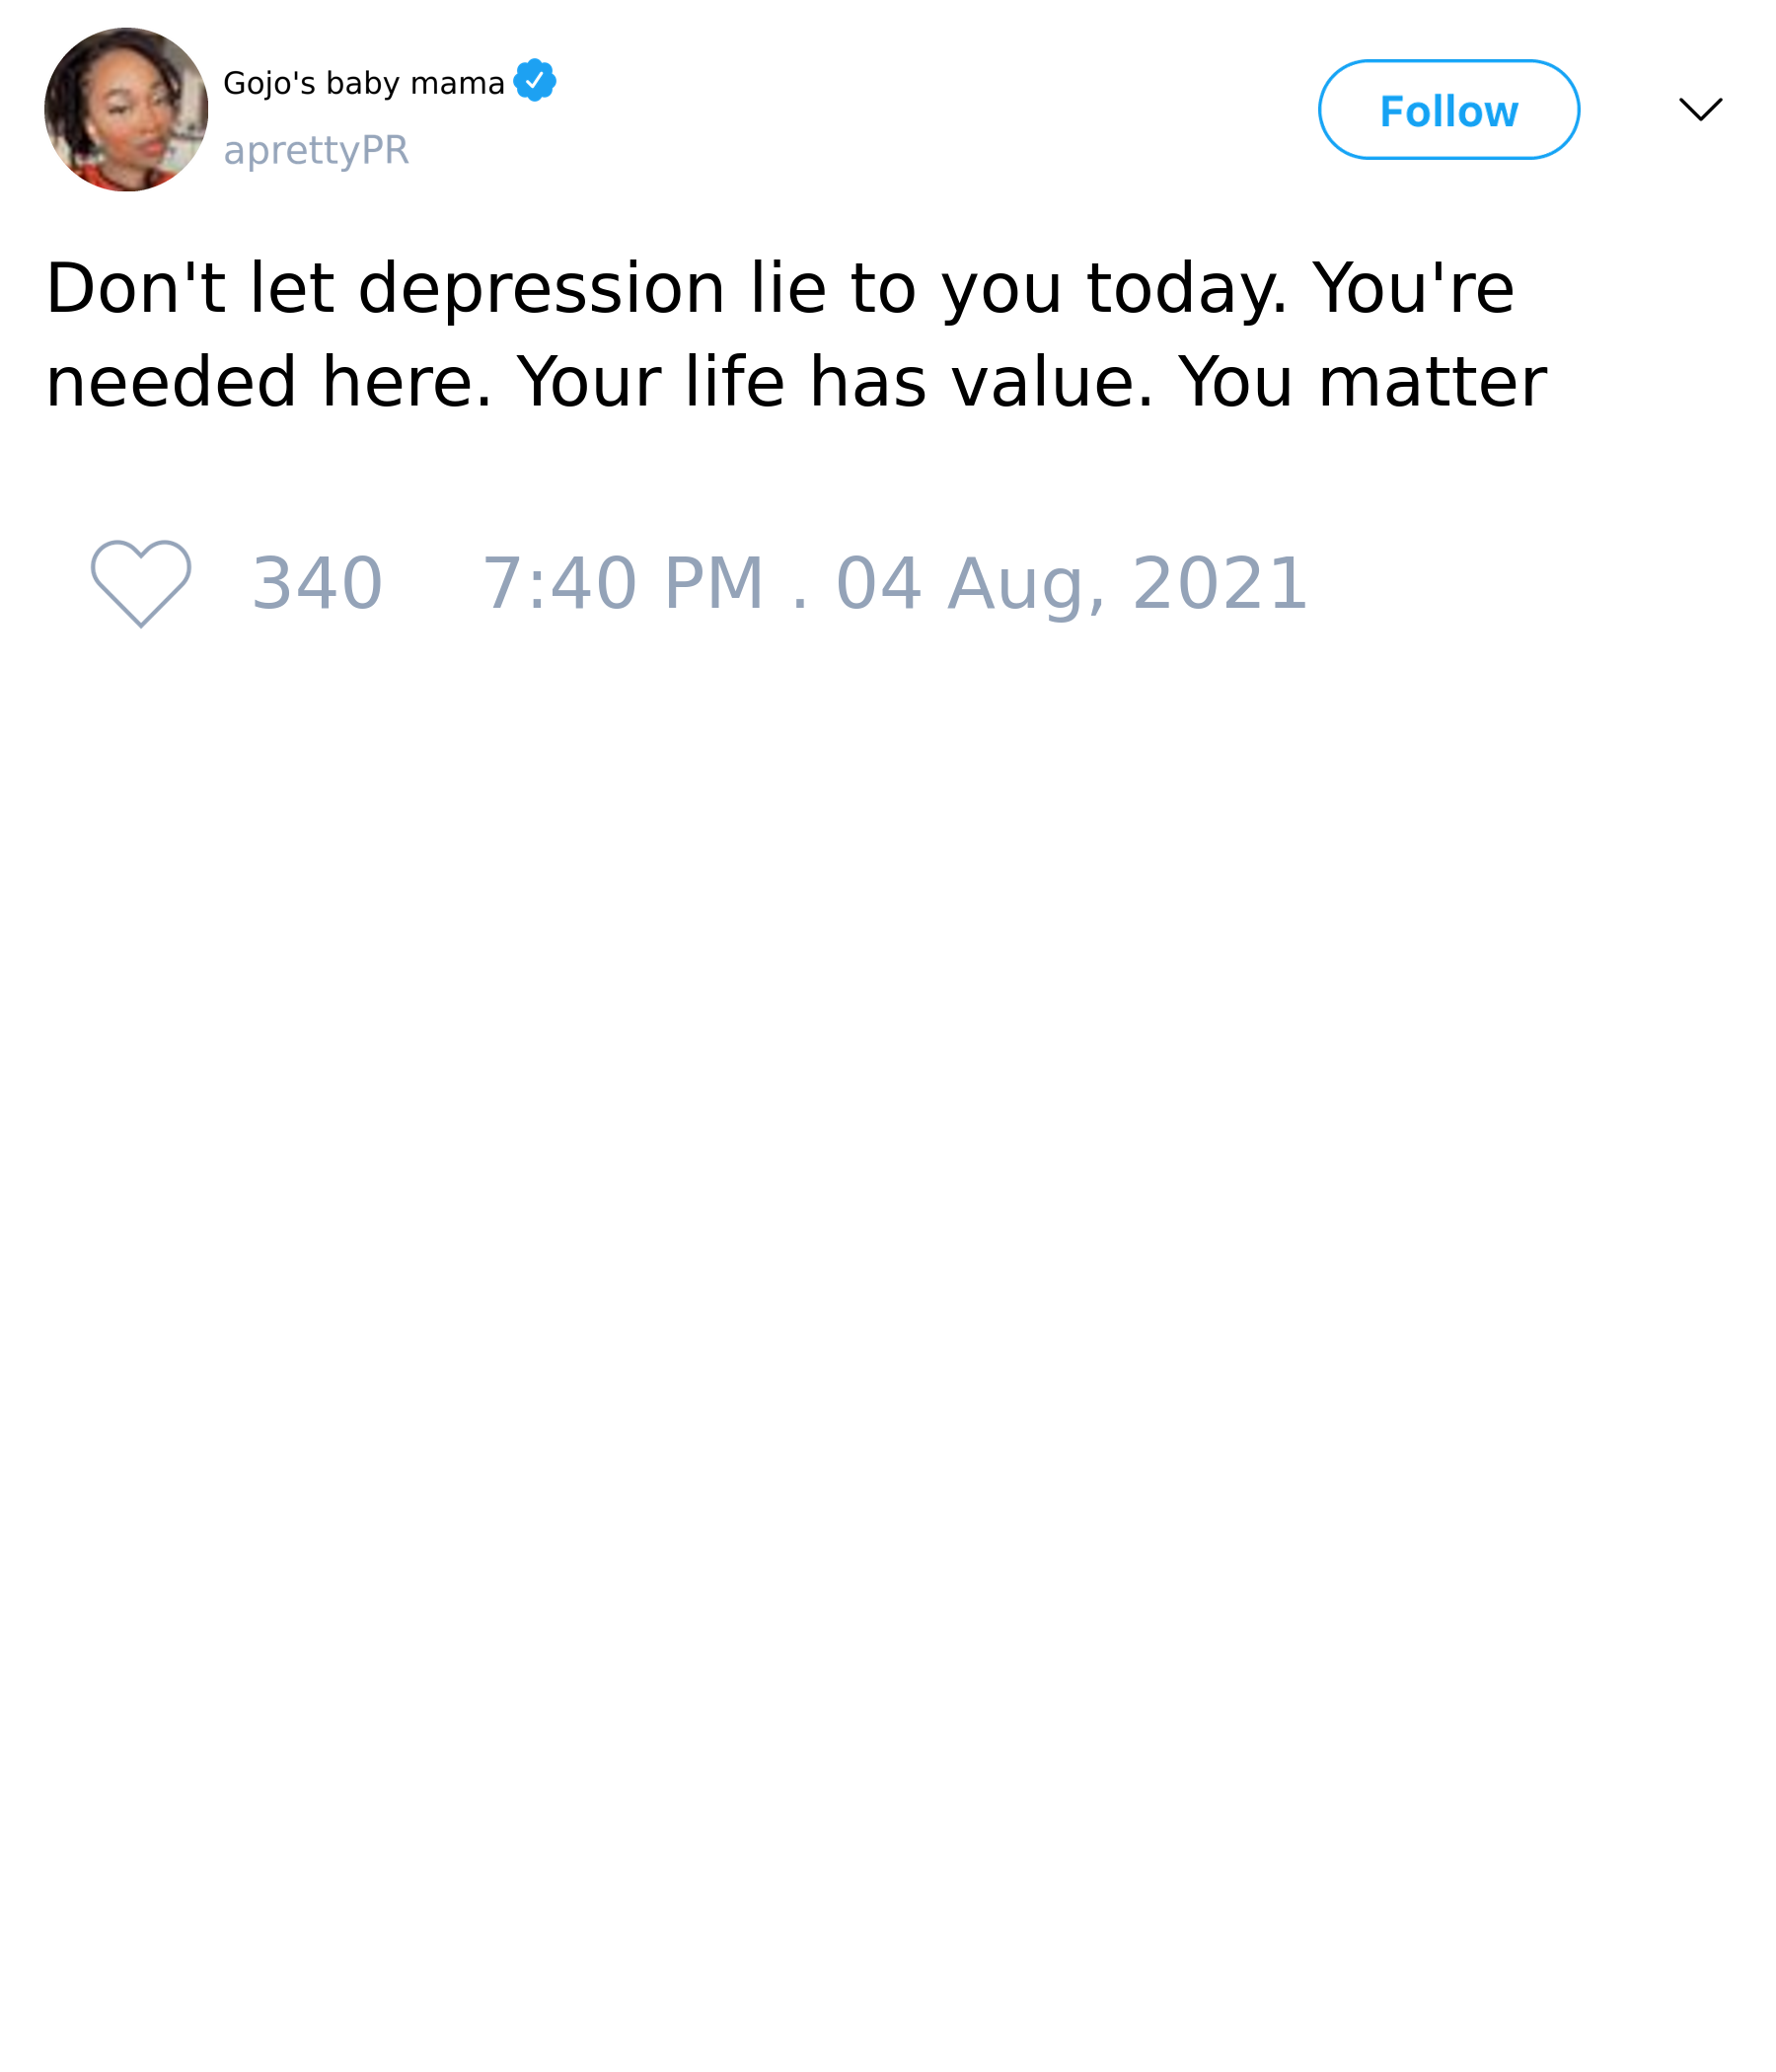 Gojo's baby mama
aprettyPR
Follow
Don't let depression lie to you today. You're
needed here. Your life has value. You matter
340 7:40 PM . 04 Aug, 2021